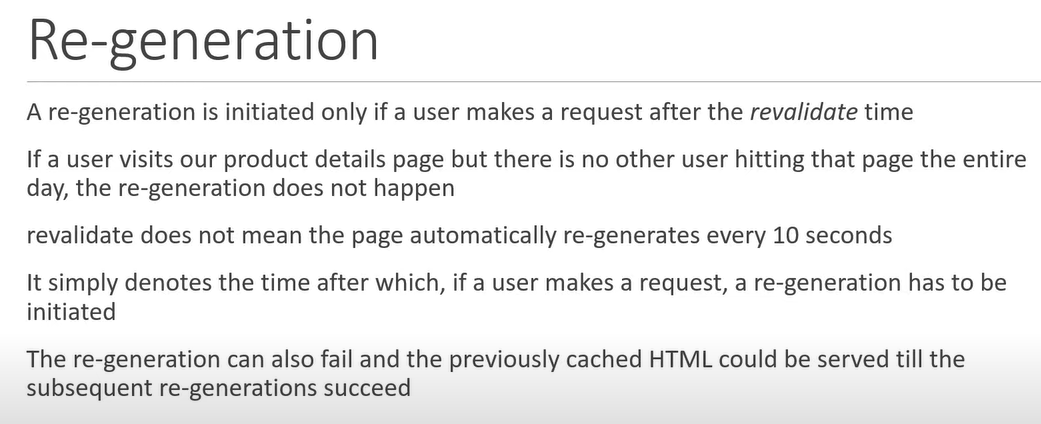 Re-generation
A re-generation is initiated only if a user makes a request after the revalidate time
If a user visits our product details page but there is no other user hitting that page the entire
day, the re-generation does not happen
revalidate does not mean the page automatically re-generates every 10 seconds
It simply denotes the time after which, if a user makes a request, a re-generation has to be
initiated
The re-generation can also fail and the previously cached HTML could be served till the
subsequent re-generations succeed